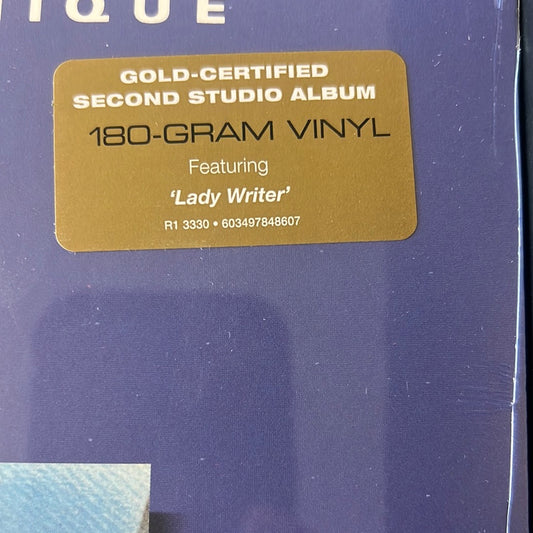 IQUE
GOLD-CERTIFIED
SECOND STUDIO ALBUM
180-GRAM VINYL
Featuring
‘Lady Writer’
R1 3330 • 603497848607